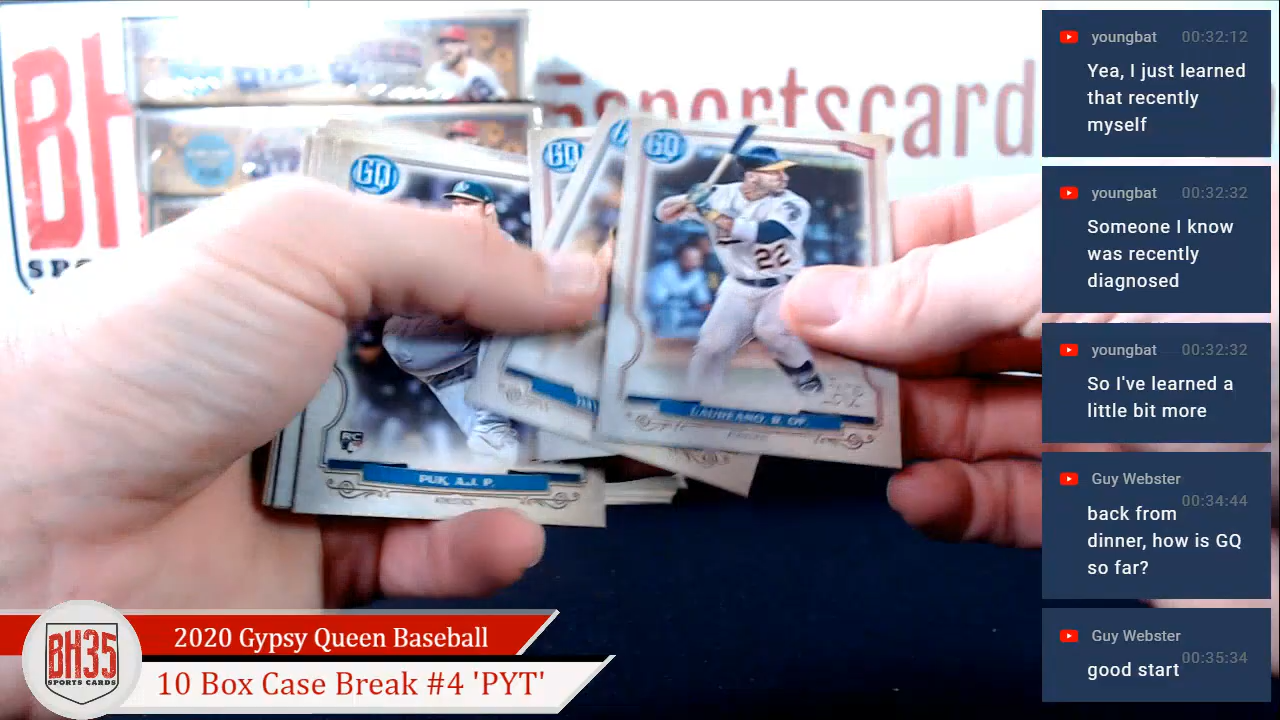 BH
SPO
5sportscard
GQ
GQ
GQ
22
PUK, A.J. P.
LAUREANO, R. OF.
2020 Gypsy Queen Baseball
10 Box Case Break #4 'PYT'
BH35
SPORTS CARDS
youngbat 00:32:12
Yea, I just learned
that recently
myself
youngbat 00:32:32
Someone I know
was recently
diagnosed
youngbat 00:32:32
So I've learned a
little bit more
Guy Webster
00:34:44
back from
dinner, how is GQ
so far?
Guy Webster
00:35:34
good start